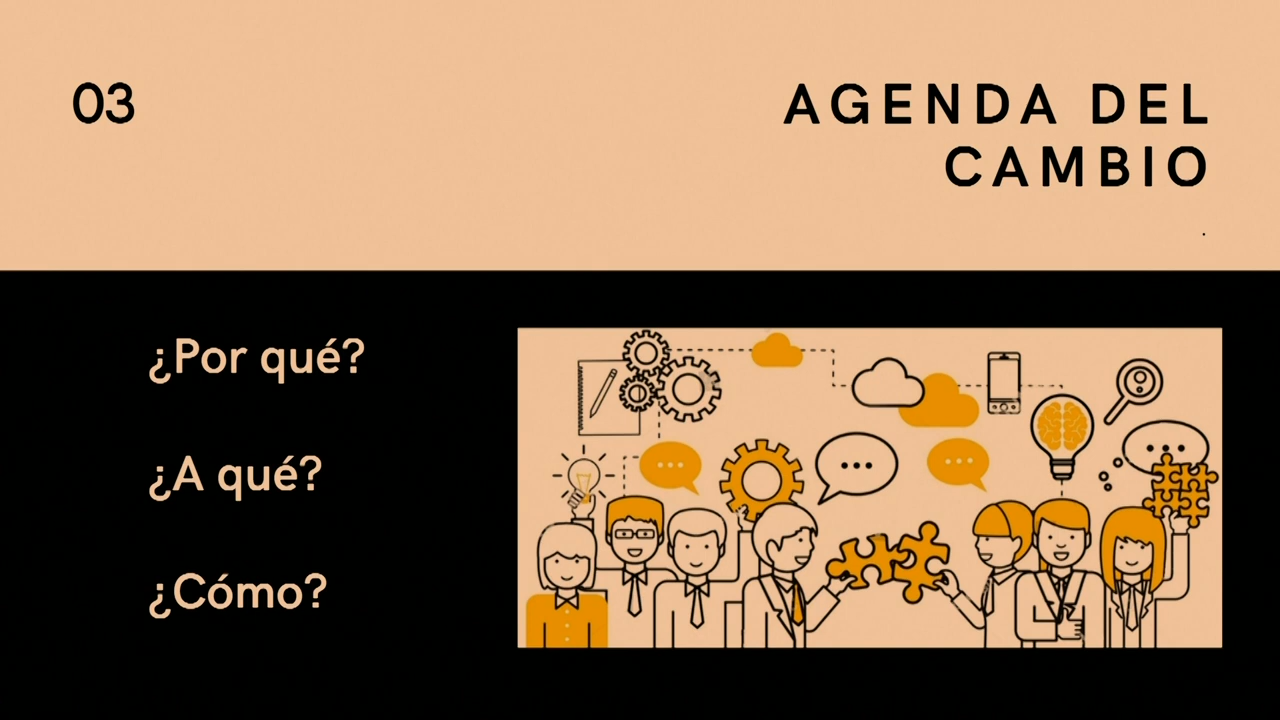 03
AGENDA DEL
CAMBIO
.
¿Por qué?
¿A qué?
¿Cómo?